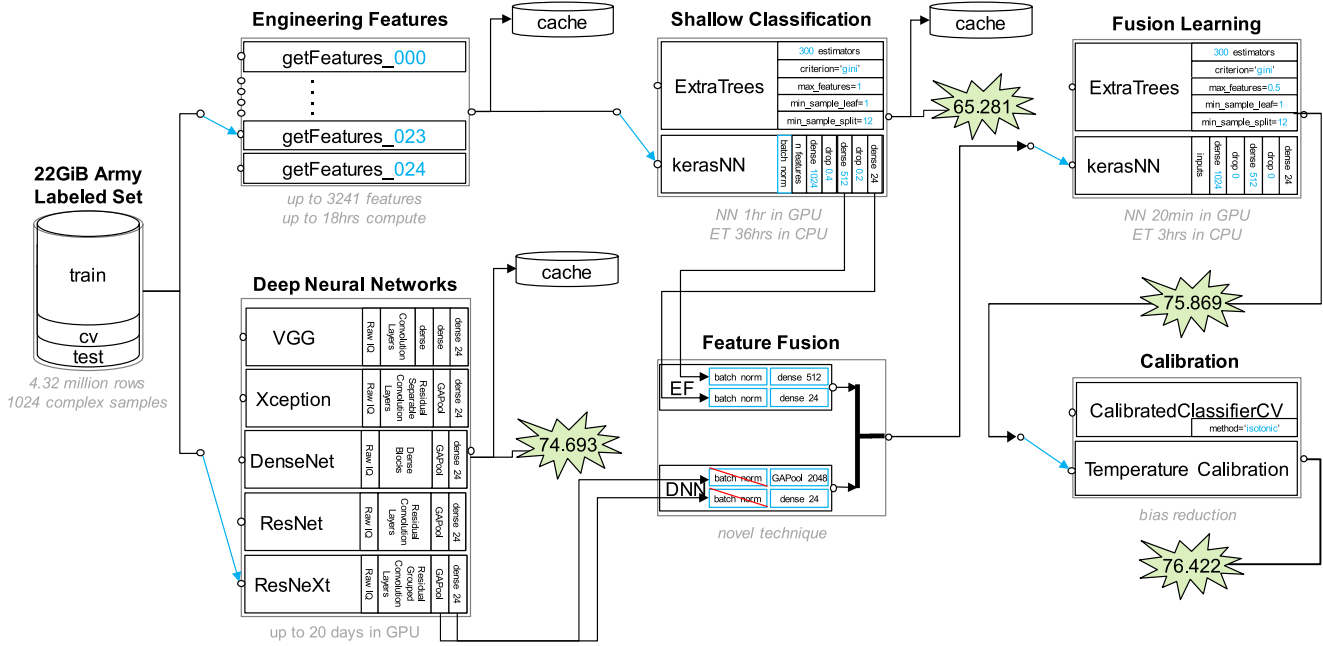 Engineering Features
getFeatures_000
getFeatures_023
getFeatures_024
up to 3241 features
up to 18hrs compute
cache
Shallow Classification
ExtraTrees
300 estimators
criterion='gini'
max_features=1
min_sample_leaf=1
min_sample_split=12
kerasNN
batch norm
n features
dense 1024
drop 0.4
dense 512
drop 0.2
dense 24
NN 1hr in GPU
ET 36hrs in CPU
cache
65.281
Fusion Learning
ExtraTrees
300 estimators
criterion='gini'
max_features=0.5
min_sample_leaf=1
min_sample_split=12
kerasNN
inputs
dense 1024
drop 0
dense 512
drop 0
dense 24
NN 20min in GPU
ET 3hrs in CPU
22GiB Army
Labeled Set
train
cv
test
4.32 million rows
1024 complex samples
Deep Neural Networks
VGG
Raw IQ
Convolution
Layers
dense
dense
dense 24
Xception
Raw IQ
Residual
Separable
Convolution
Layers
GAPool
dense 24
DenseNet
Raw IQ
Dense
Blocks
GAPool
dense 24
ResNet
Raw IQ
Residual
Convolution
Layers
GAPool
dense 24
ResNeXt
Raw IQ
Residual
Grouped
Convolution
Layers
GAPool
dense 24
up to 20 days in GPU
cache
74.693
Feature Fusion
EF
batch norm
dense 512
batch norm
dense 24
DNN
batch norm
GAPool 2048
batch norm
dense 24
novel technique
75.869
Calibration
CalibratedClassifierCV
method='isotonic'
Temperature Calibration
bias reduction
76.422